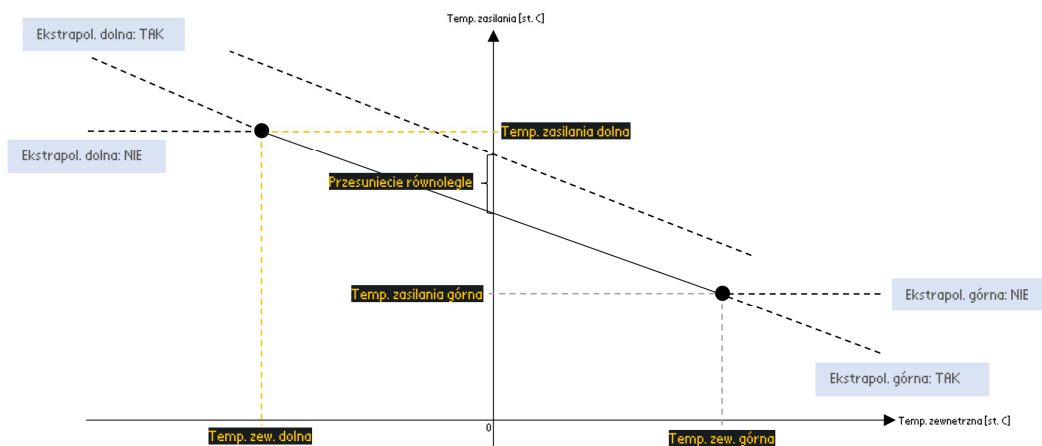 Temp. zasilania [st. C]
Ekstrapol. dolna: TAK
Temp. zasilania dolna
Ekstrapol. dolna: NIE
Przesuniecie równolegle
Temp. zasilania górna
Ekstrapol. górna: NIE
Ekstrapol. górna: TAK
Temp. zewnetrzna [st. C]
0
Temp. zew. dolna
Temp. zew. górna